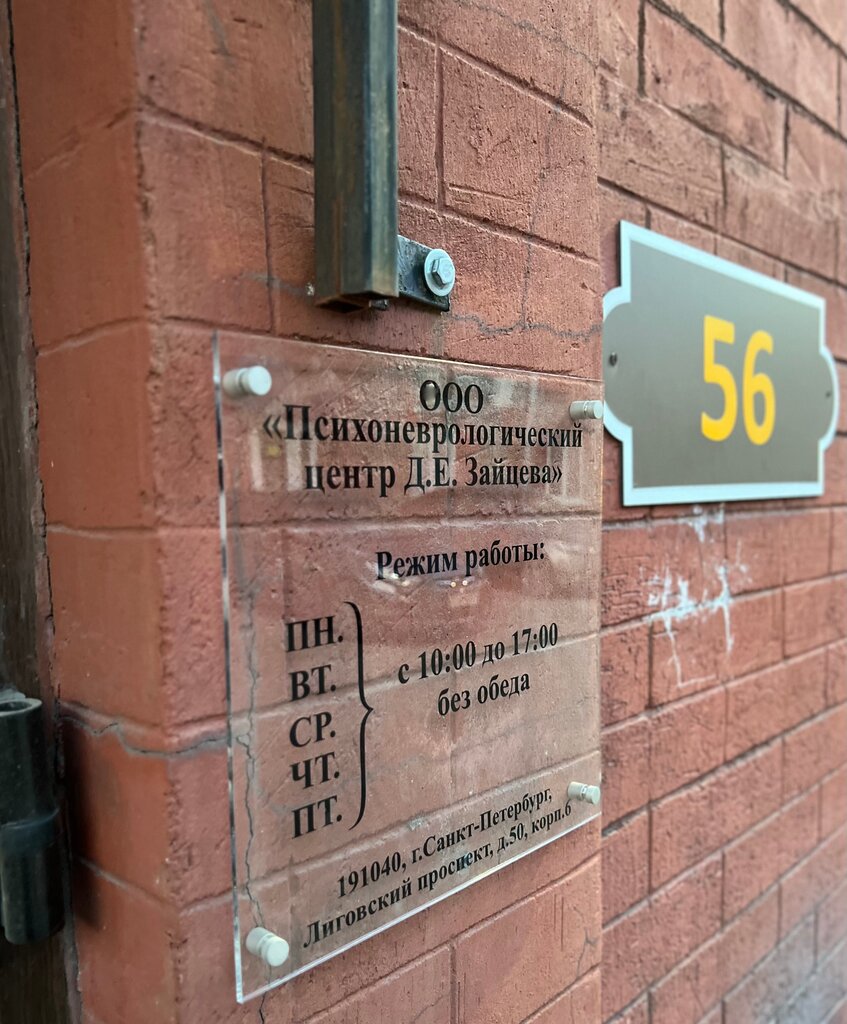 ООО
«Психоневрологический
центр Д.Е. Зайцева»
Режим работы:
ПН.
ВТ.
СР.
ЧТ.
ПТ.
с 10:00 до 17:00
без обеда
191040, г.Санкт-Петербург,
Лиговский проспект, д.50, корп.6
56